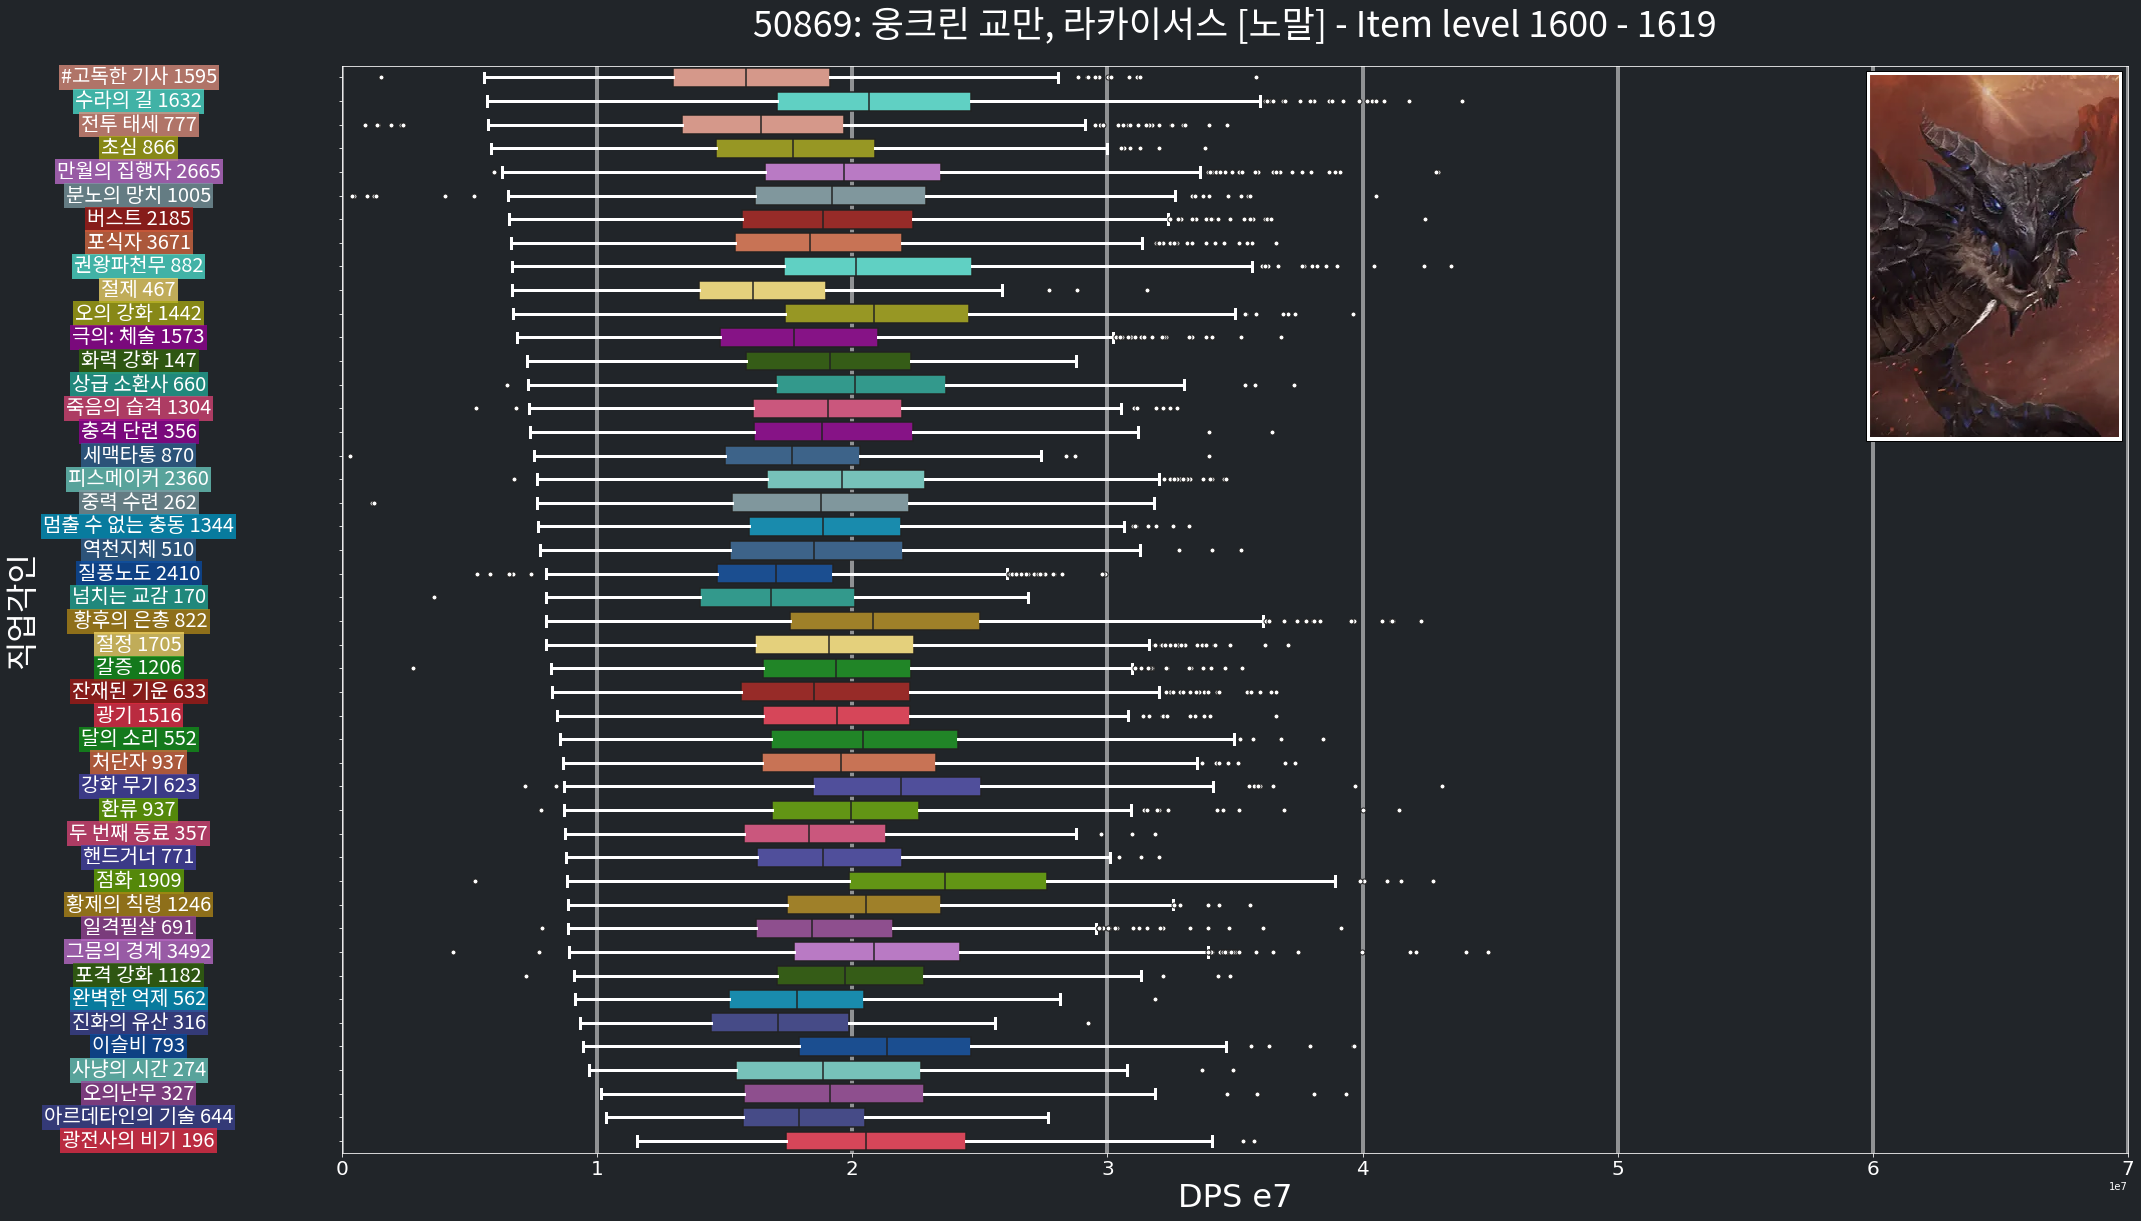 50869: 웅크린 교만, 라카이서스 [노말] - Item level 1600 - 1619
직업각인
#고독한 기사 1595
수라의 길 1632
전투 태세 777
초심 866
만월의 집행자 2665
분노의 망치 1005
버스트 2185
포식자 3671
권왕파천무 882
절제 467
오의 강화 1442
극의: 체술 1573
화력 강화 147
상급 소환사 660
죽음의 습격 1304
충격 단련 356
세맥타통 870
피스메이커 2360
중력 수련 262
멈출 수 없는 충동 1344
역천지체 510
질풍노도 2410
넘치는 교감 170
황후의 은총 822
절정 1705
갈증 1206
잔재된 기운 633
광기 1516
달의 소리 552
처단자 937
강화 무기 623
환류 937
두 번째 동료 357
핸드거너 771
점화 1909
황제의 칙령 1246
일격필살 691
그믐의 경계 3492
포격 강화 1182
완벽한 억제 562
진화의 유산 316
이슬비 793
사냥의 시간 274
오의난무 327
아르데타인의 기술 644
광전사의 비기 196
0 1 2 3 4 5 6 7
DPS e7
1e7